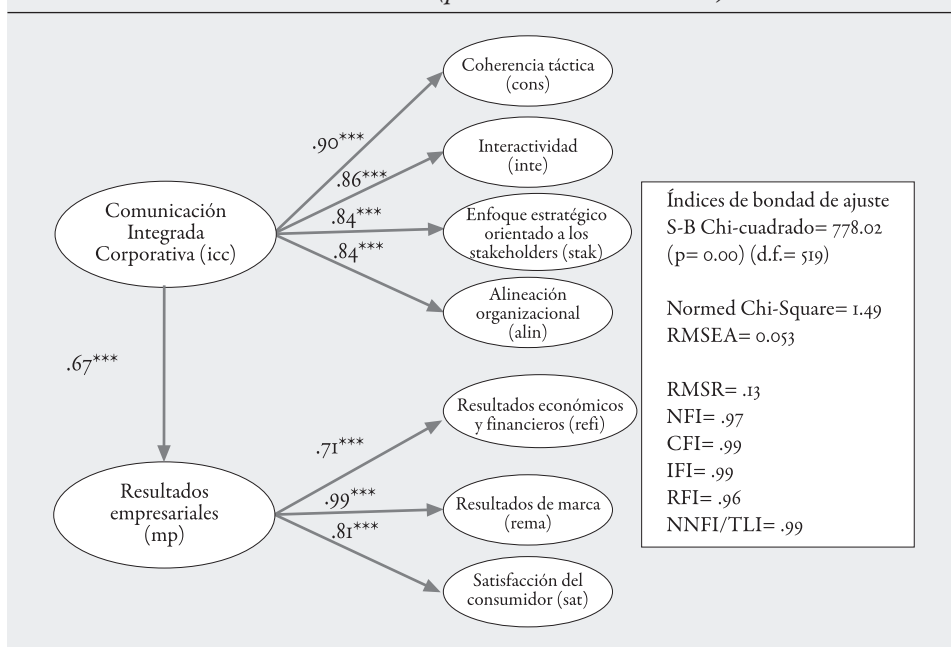 Comunicación
Integrada
Corporativa (icc)
.90***
.86***
.84***
.84***
Coherencia táctica
(cons)
Interactividad
(inte)
Enfoque estratégico
orientado a los
stakeholders (stak)
Alineación
organizacional
(alin)
.67***
Resultados
empresariales
(mp)
.71***
.99***
.81***
Resultados económicos
y financieros (refi)
Resultados de marca
(rema)
Satisfacción del
consumidor (sat)
Índices de bondad de ajuste
S-B Chi-cuadrado= 778.02
(p= 0.00) (d.f.= 519)
Normed Chi-Square= 1.49
RMSEA= 0.053
RMSR= .13
NFI= .97
CFI= .99
IFI= .99
RFI= .96
NNFI/TLI= .99